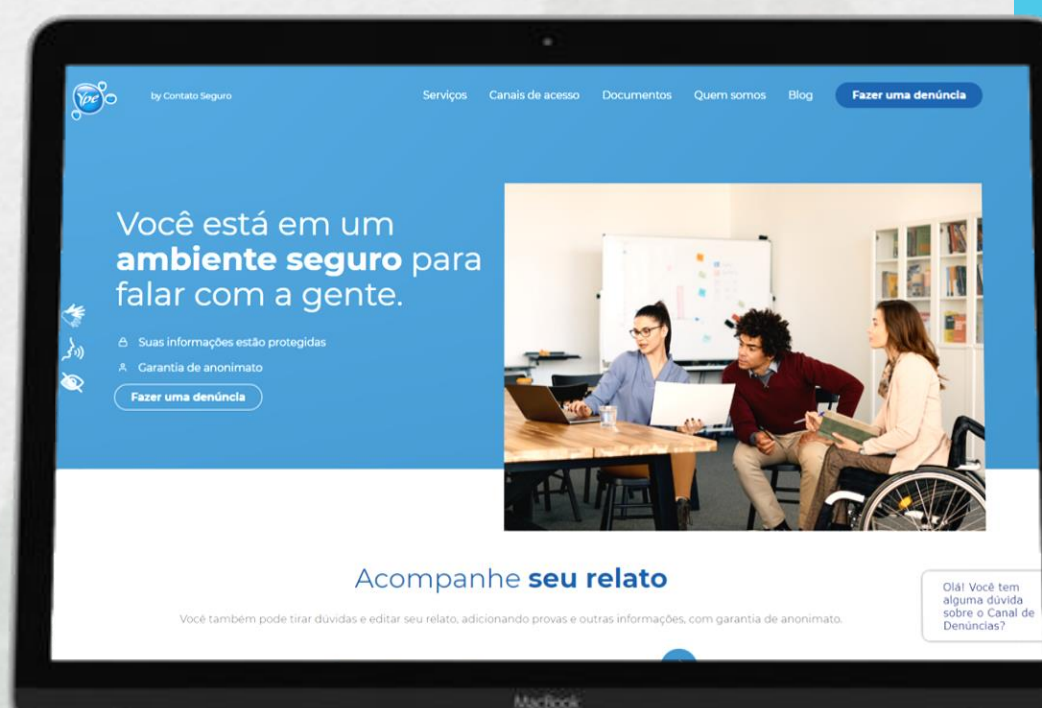 Ypê
by Contato Seguro
Serviços
Canais de acesso
Documentos
Quem somos
Blog
Fazer uma denúncia
Você está em um
ambiente seguro para
falar com a gente.
Suas informações estão protegidas
Garantia de anonimato
Fazer uma denúncia
Acompanhe seu relato
Você também pode tirar dúvidas e editar seu relato, adicionando provas e outras informações, com garantia de anonimato.
Olá! Você tem
alguma dúvida
sobre o Canal de
Denúncias?
MacBook